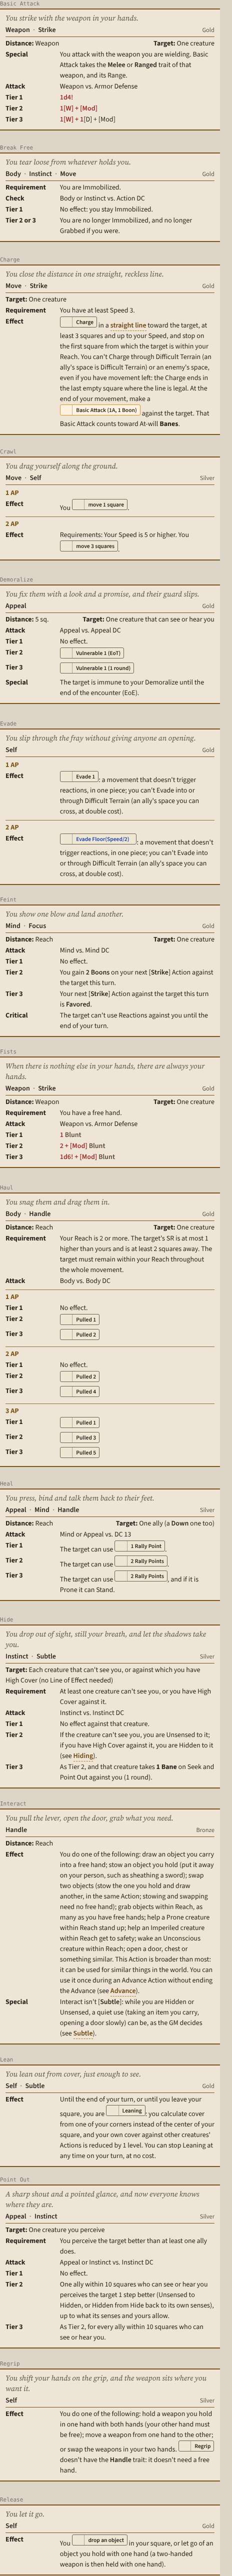 Basic Attack
You strike with the weapon in your hands.
Weapon · Strike Gold
Distance: Weapon Target: One creature
Special You attack with the weapon you are wielding. Basic
Attack takes the Melee or Ranged trait of that
weapon, and its Range.
Attack Weapon vs. Armor Defense
Tier 1 1d4!
Tier 2 1[W] + [Mod]
Tier 3 1[W] + 1[D] + [Mod]
Break Free
You tear loose from whatever holds you.
Body · Instinct · Move Gold
Requirement You are Immobilized.
Check Body or Instinct vs. Action DC
Tier 1 No effect: you stay Immobilized.
Tier 2 or 3 You are no longer Immobilized, and no longer
Grabbed if you were.
Charge
You close the distance in one straight, reckless line.
Move · Strike Gold
Target: One creature
Requirement You have at least Speed 3.
Effect Charge in a straight line toward the target, at
least 3 squares and up to your Speed, and stop on
the first square from which the target is within your
Reach. You can't Charge through Difficult Terrain (an
ally's space is Difficult Terrain) or an enemy's space,
even if you have movement left: the Charge ends in
the last empty square where the line is legal. At the
end of your movement, make a
Basic Attack (1A, 1 Boon) against the target. That
Basic Attack counts toward At-will Banes.
Crawl
You drag yourself along the ground.
Move · Self Silver
1 AP
Effect You move 1 square.
2 AP
Effect Requirements: Your Speed is 5 or higher. You
move 3 squares.
Demoralize
You fix them with a look and a promise, and their guard slips.
Appeal Gold
Distance: 5 sq. Target: One creature that can see or hear you
Attack Appeal vs. Appeal DC
Tier 1 No effect.
Tier 2 Vulnerable 1 (EoT)
Tier 3 Vulnerable 1 (1 round)
Special The target is immune to your Demoralize until the
end of the encounter (EoE).
Evade
You slip through the fray without giving anyone an opening.
Self Gold
1 AP
Effect Evade 1: a movement that doesn't trigger
reactions, in one piece; you can't Evade into or
through Difficult Terrain (an ally's space you can
cross, at double cost).
2 AP
Effect Evade Floor(Speed/2): a movement that doesn't
trigger reactions, in one piece; you can't Evade into
or through Difficult Terrain (an ally's space you can
cross, at double cost).
Feint
You show one blow and land another.
Mind · Focus Gold
Distance: Reach Target: One creature
Attack Mind vs. Mind DC
Tier 1 No effect.
Tier 2 You gain 2 Boons on your next [Strike] Action against
the target this turn.
Tier 3 Your next [Strike] Action against the target this turn
is Favored.
Critical The target can't use Reactions against you until the
end of your turn.
Fists
When there is nothing else in your hands, there are always your
hands.
Weapon · Strike Gold
Distance: Weapon Target: One creature
Requirement You have a free hand.
Attack Weapon vs. Armor Defense
Tier 1 1 Blunt
Tier 2 2 + [Mod] Blunt
Tier 3 1d6! + [Mod] Blunt
Haul
You snag them and drag them in.
Body · Handle Gold
Distance: Reach Target: One creature
Requirement Your Reach is 2 or more. The target's SR is at most 1
higher than yours and is at least 2 squares away. The
target must remain within your Reach throughout
the whole movement.
Attack Body vs. Body DC
1 AP
Tier 1 No effect.
Tier 2 Pulled 1
Tier 3 Pulled 2
2 AP
Tier 1 No effect.
Tier 2 Pulled 2
Tier 3 Pulled 4
3 AP
Tier 1 Pulled 1
Tier 2 Pulled 3
Tier 3 Pulled 5
Heal
You press, bind and talk them back to their feet.
Appeal · Mind · Handle Silver
Distance: Reach Target: One ally (a Down one too)
Attack Mind or Appeal vs. DC 13
Tier 1 The target can use 1 Rally Point.
Tier 2 The target can use 2 Rally Points.
Tier 3 The target can use 2 Rally Points, and if it is
Prone it can Stand.
Hide
You drop out of sight, still your breath, and let the shadows take
you.
Instinct · Subtle Silver
Target: Each creature that can't see you, or against which you have
High Cover (no Line of Effect needed)
Requirement At least one creature can't see you, or you have High
Cover against it.
Attack Instinct vs. Instinct DC
Tier 1 No effect against that creature.
Tier 2 If the creature can't see you, you are Unsensed to it;
if you have High Cover against it, you are Hidden to it
(see Hiding).
Tier 3 As Tier 2, and that creature takes 1 Bane on Seek and
Point Out against you (1 round).
Interact
You pull the lever, open the door, grab what you need.
Handle Bronze
Distance: Reach
Effect You do one of the following: draw an object you carry
into a free hand; stow an object you hold (put it away
on your person, such as sheathing a sword); swap
two objects (stow the one you hold and draw
another, in the same Action; stowing and swapping
need no free hand); grab objects within Reach, as
many as you have free hands; help a Prone creature
within Reach stand up; help an Imperiled creature
within Reach get to safety; wake an Unconscious
creature within Reach; open a door, chest or
something similar. This Action is broader than most:
it can be used for similar things in the world. You can
use it once during an Advance Action without ending
the Advance (see Advance).
Special Interact isn't [Subtle]: while you are Hidden or
Unsensed, a quiet use (taking an item you carry,
opening a door slowly) can be, as the GM decides
(see Subtle).
Lean
You lean out from cover, just enough to see.
Self · Subtle Gold
Effect Until the end of your turn, or until you leave your
square, you are Leaning: you calculate cover
from one of your corners instead of the center of your
square, and your own cover against other creatures'
Actions is reduced by 1 level. You can stop Leaning at
any time on your turn, at no cost.
Point Out
A sharp shout and a pointed glance, and now everyone knows
where they are.
Appeal · Instinct Silver
Target: One creature you perceive
Requirement You perceive the target better than at least one ally
does.
Attack Appeal or Instinct vs. Instinct DC
Tier 1 No effect.
Tier 2 One ally within 10 squares who can see or hear you
perceives the target 1 step better (Unsensed to
Hidden, or Hidden from Hide back to its own senses),
up to what its senses and yours allow.
Tier 3 As Tier 2, for every ally within 10 squares who can
see or hear you.
Regrip
You shift your hands on the grip, and the weapon sits where you
want it.
Self Silver
Effect You do one of the following: hold a weapon you hold
in one hand with both hands (your other hand must
be free); move a weapon from one hand to the other;
or swap the weapons in your two hands. Regrip
doesn't have the Handle trait: it doesn't need a free
hand.
Release
You let it go.
Self Gold
Effect You drop an object in your square, or let go of an
object you hold with one hand (a two-handed
weapon is then held with one hand).